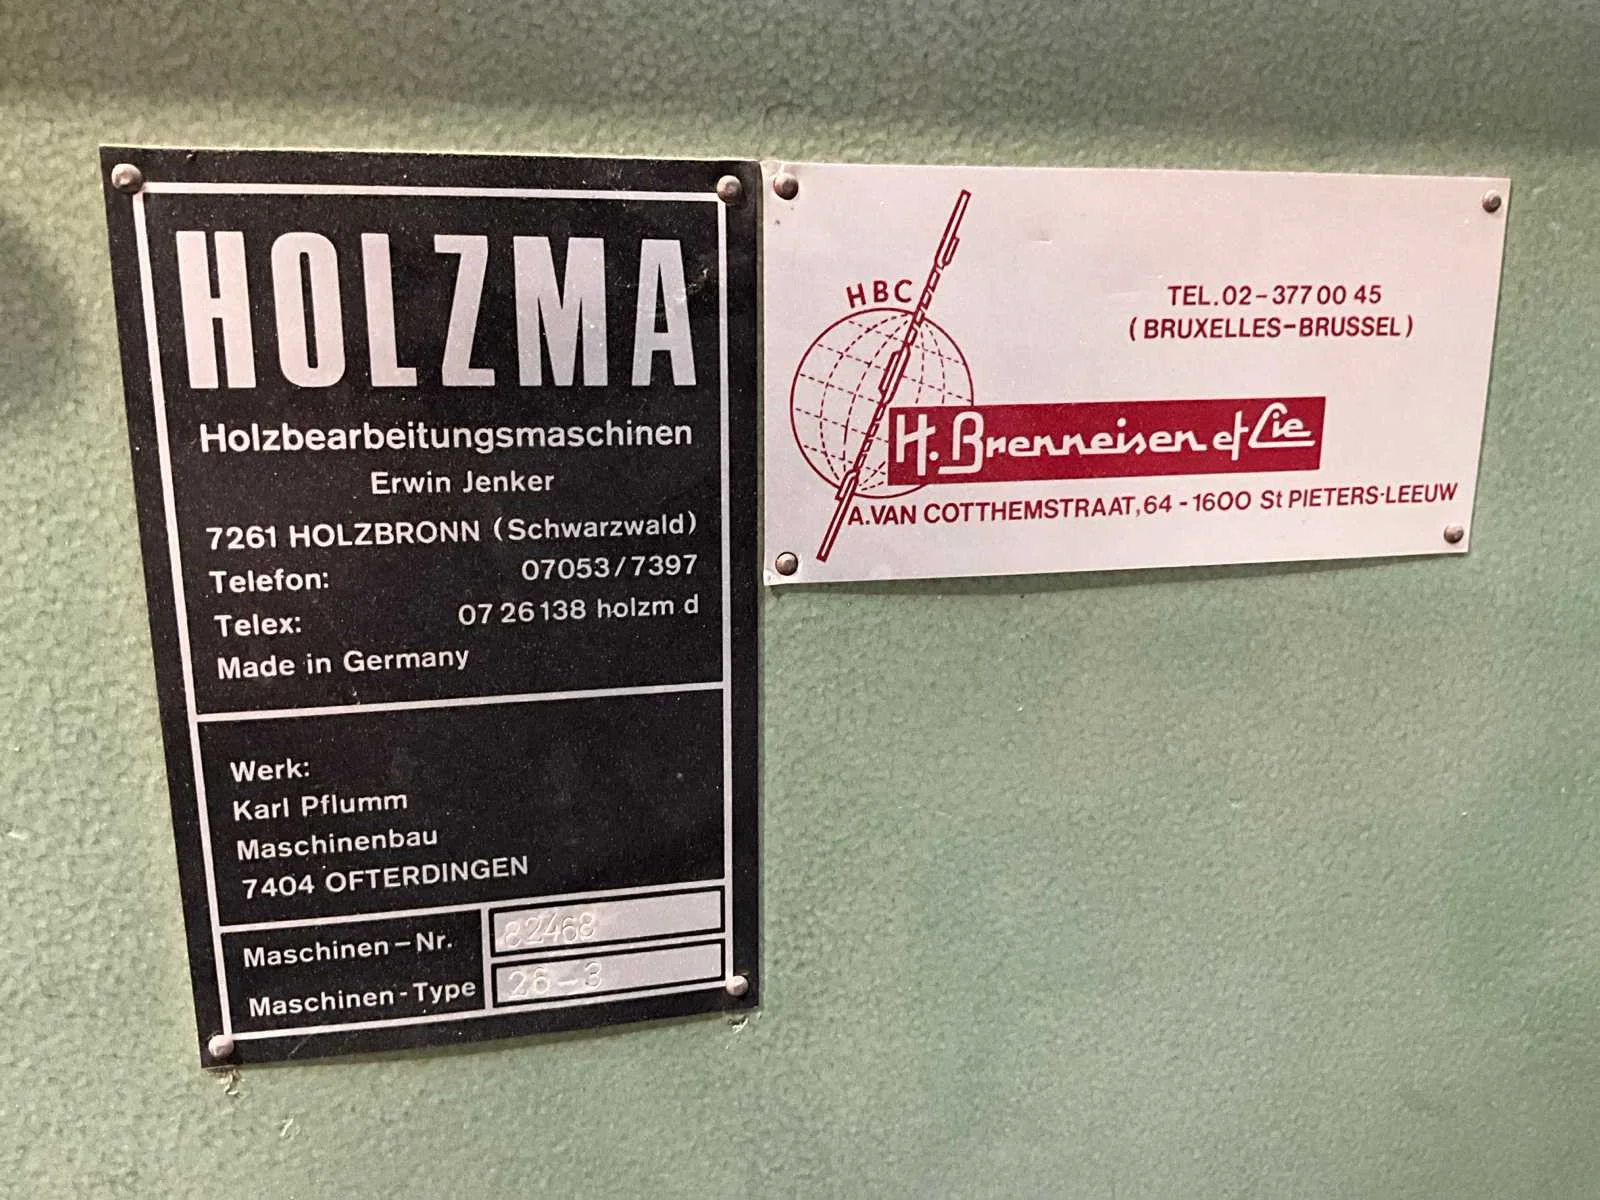 HOLZMA
Holzbearbeitungsmaschinen
Erwin Jenker
7261 HOLZBRONN (Schwarzwald)
Telefon: 07053/7397
Telex: 07 26 138 holzm d
Made in Germany
Werk:
Karl Pflumm
Maschinenbau
7404 OFTERDINGEN
Maschinen-Nr. 82468
Maschinen-Type 26-3
HBC
TEL.02-377 00 45
(BRUXELLES-BRUSSEL)
H. Brenneisen et Cie
A.VAN COTTHEMSTRAAT, 64 - 1600 St PIETERS-LEEUW